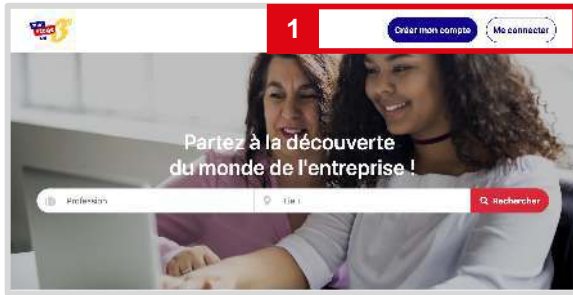 1
Créer mon compte
Me connecter
Partez à la découverte
du monde de l'entreprise !
Profession
Lieu
Rechercher